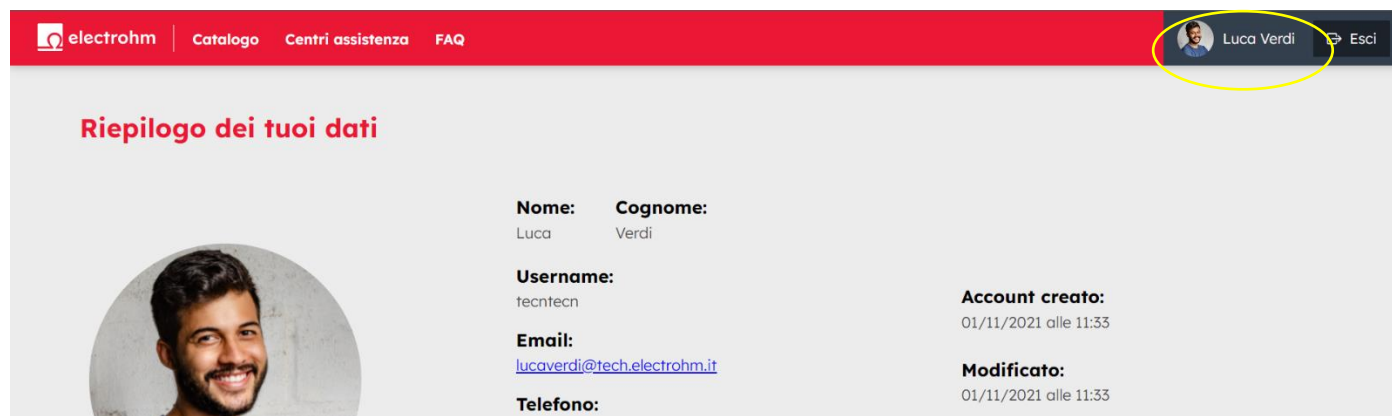 electrohm Catalogo Centri assistenza FAQ Luca Verdi Esci
Riepilogo dei tuoi dati
Nome: Cognome:
Luca Verdi
Username:
tecntecn
Email:
lucaverdi@tech.electrohm.it
Telefono:
Account creato:
01/11/2021 alle 11:33
Modificato:
01/11/2021 alle 11:33